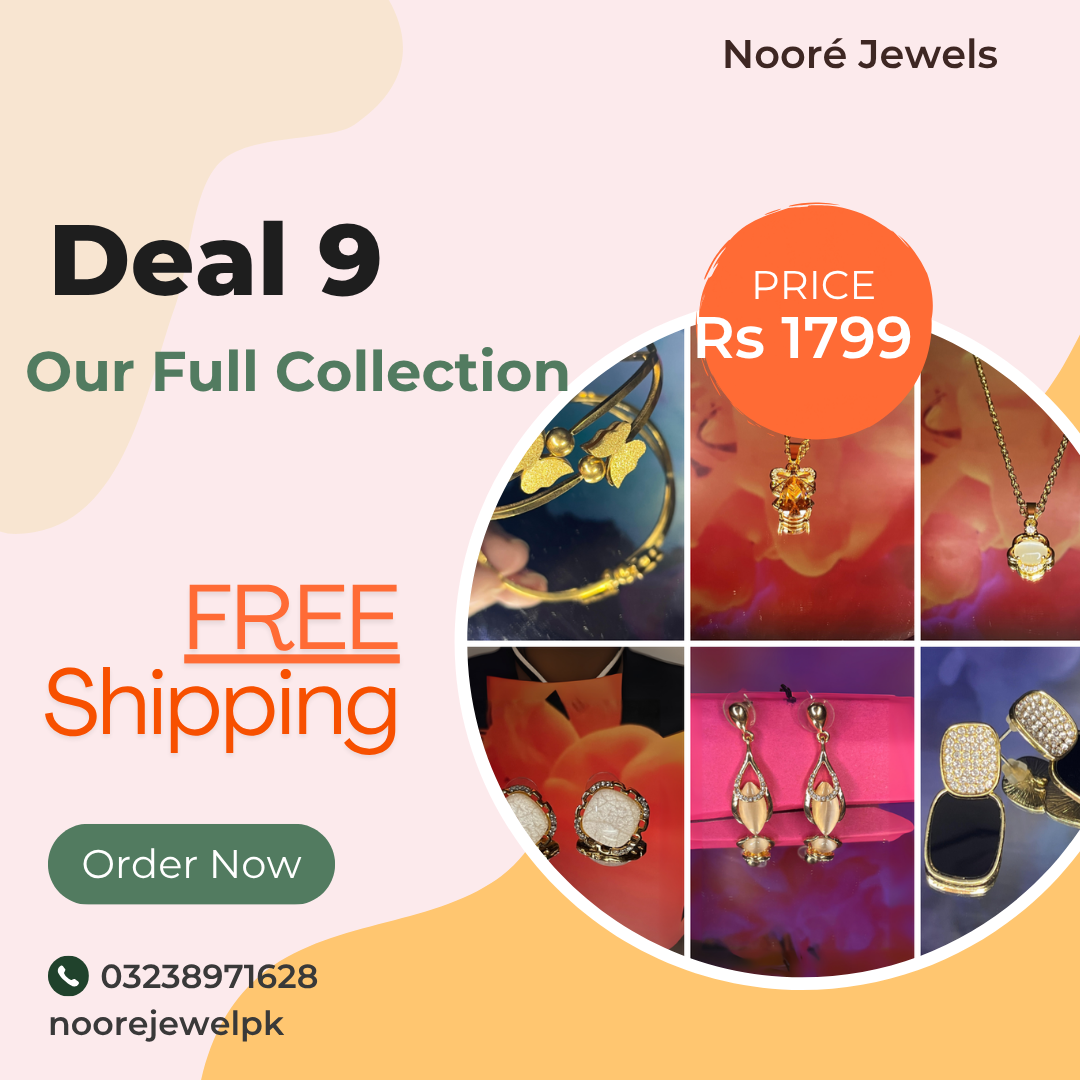 Nooré Jewels
Deal 9
Our Full Collection
PRICE
Rs 1799
FREE
Shipping
Order Now
03238971628
noorejewelpk